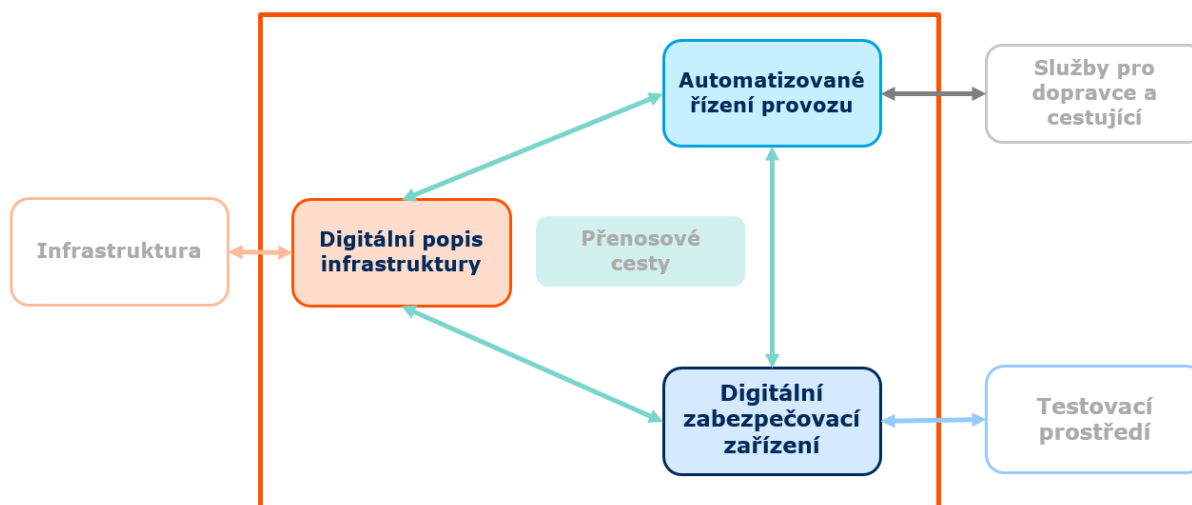 Automatizované
řízení provozu
Služby pro
dopravce a
cestující
Infrastruktura
Digitální popis
infrastruktury
Přenosové
cesty
Digitální
zabezpečovací
zařízení
Testovací
prostředí